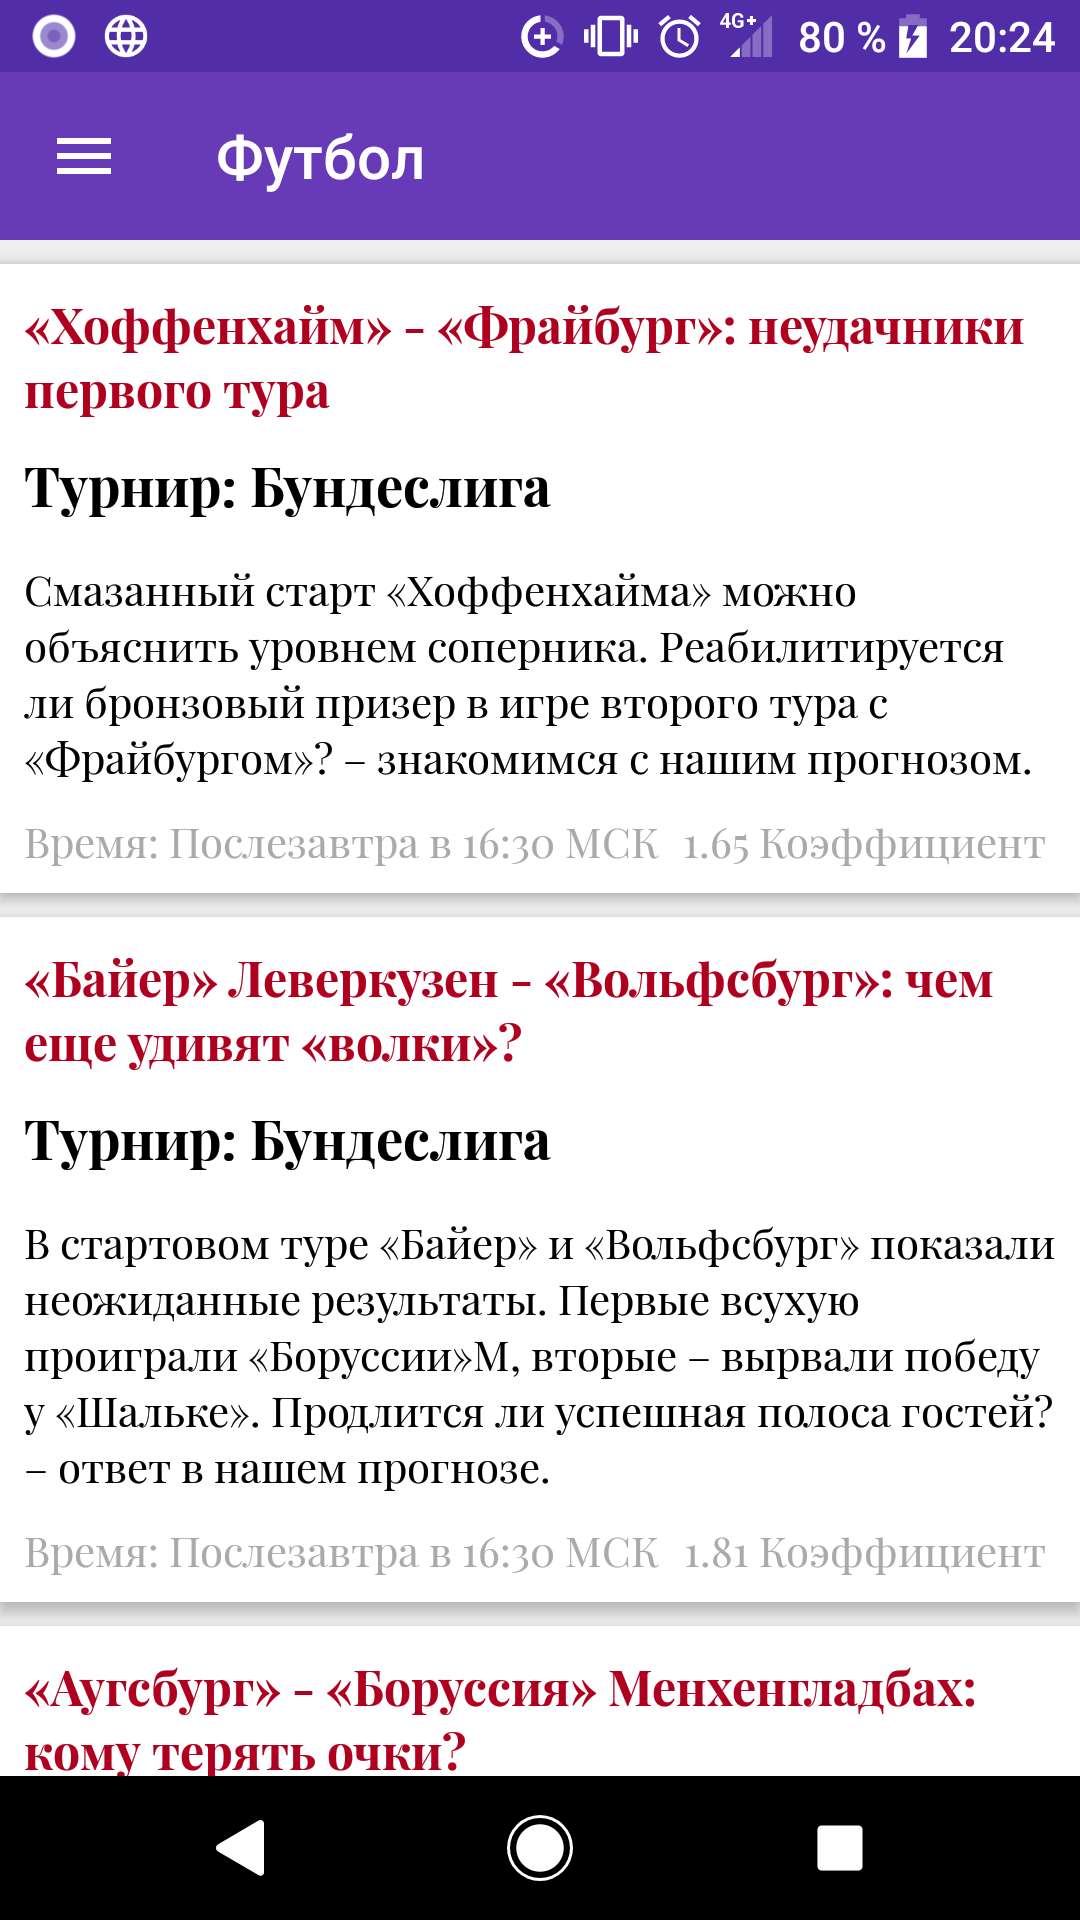 4G+ 80 % 20:24
Футбол
«Хоффенхайм» - «Фрайбург»: неудачники
первого тура
Турнир: Бундеслига
Смазанный старт «Хоффенхайма» можно
объяснить уровнем соперника. Реабилитируется
ли бронзовый призер в игре второго тура с
«Фрайбургом»? – знакомимся с нашим прогнозом.
Время: Послезавтра в 16:30 МСК 1.65 Коэффициент
«Байер» Леверкузен - «Вольфсбург»: чем
еще удивят «волки»?
Турнир: Бундеслига
В стартовом туре «Байер» и «Вольфсбург» показали
неожиданные результаты. Первые всухую
проиграли «Боруссии»М, вторые – вырвали победу
у «Шальке». Продлится ли успешная полоса гостей?
– ответ в нашем прогнозе.
Время: Послезавтра в 16:30 МСК 1.81 Коэффициент
«Аугсбург» - «Боруссия» Менхенгладбах:
кому терять очки?